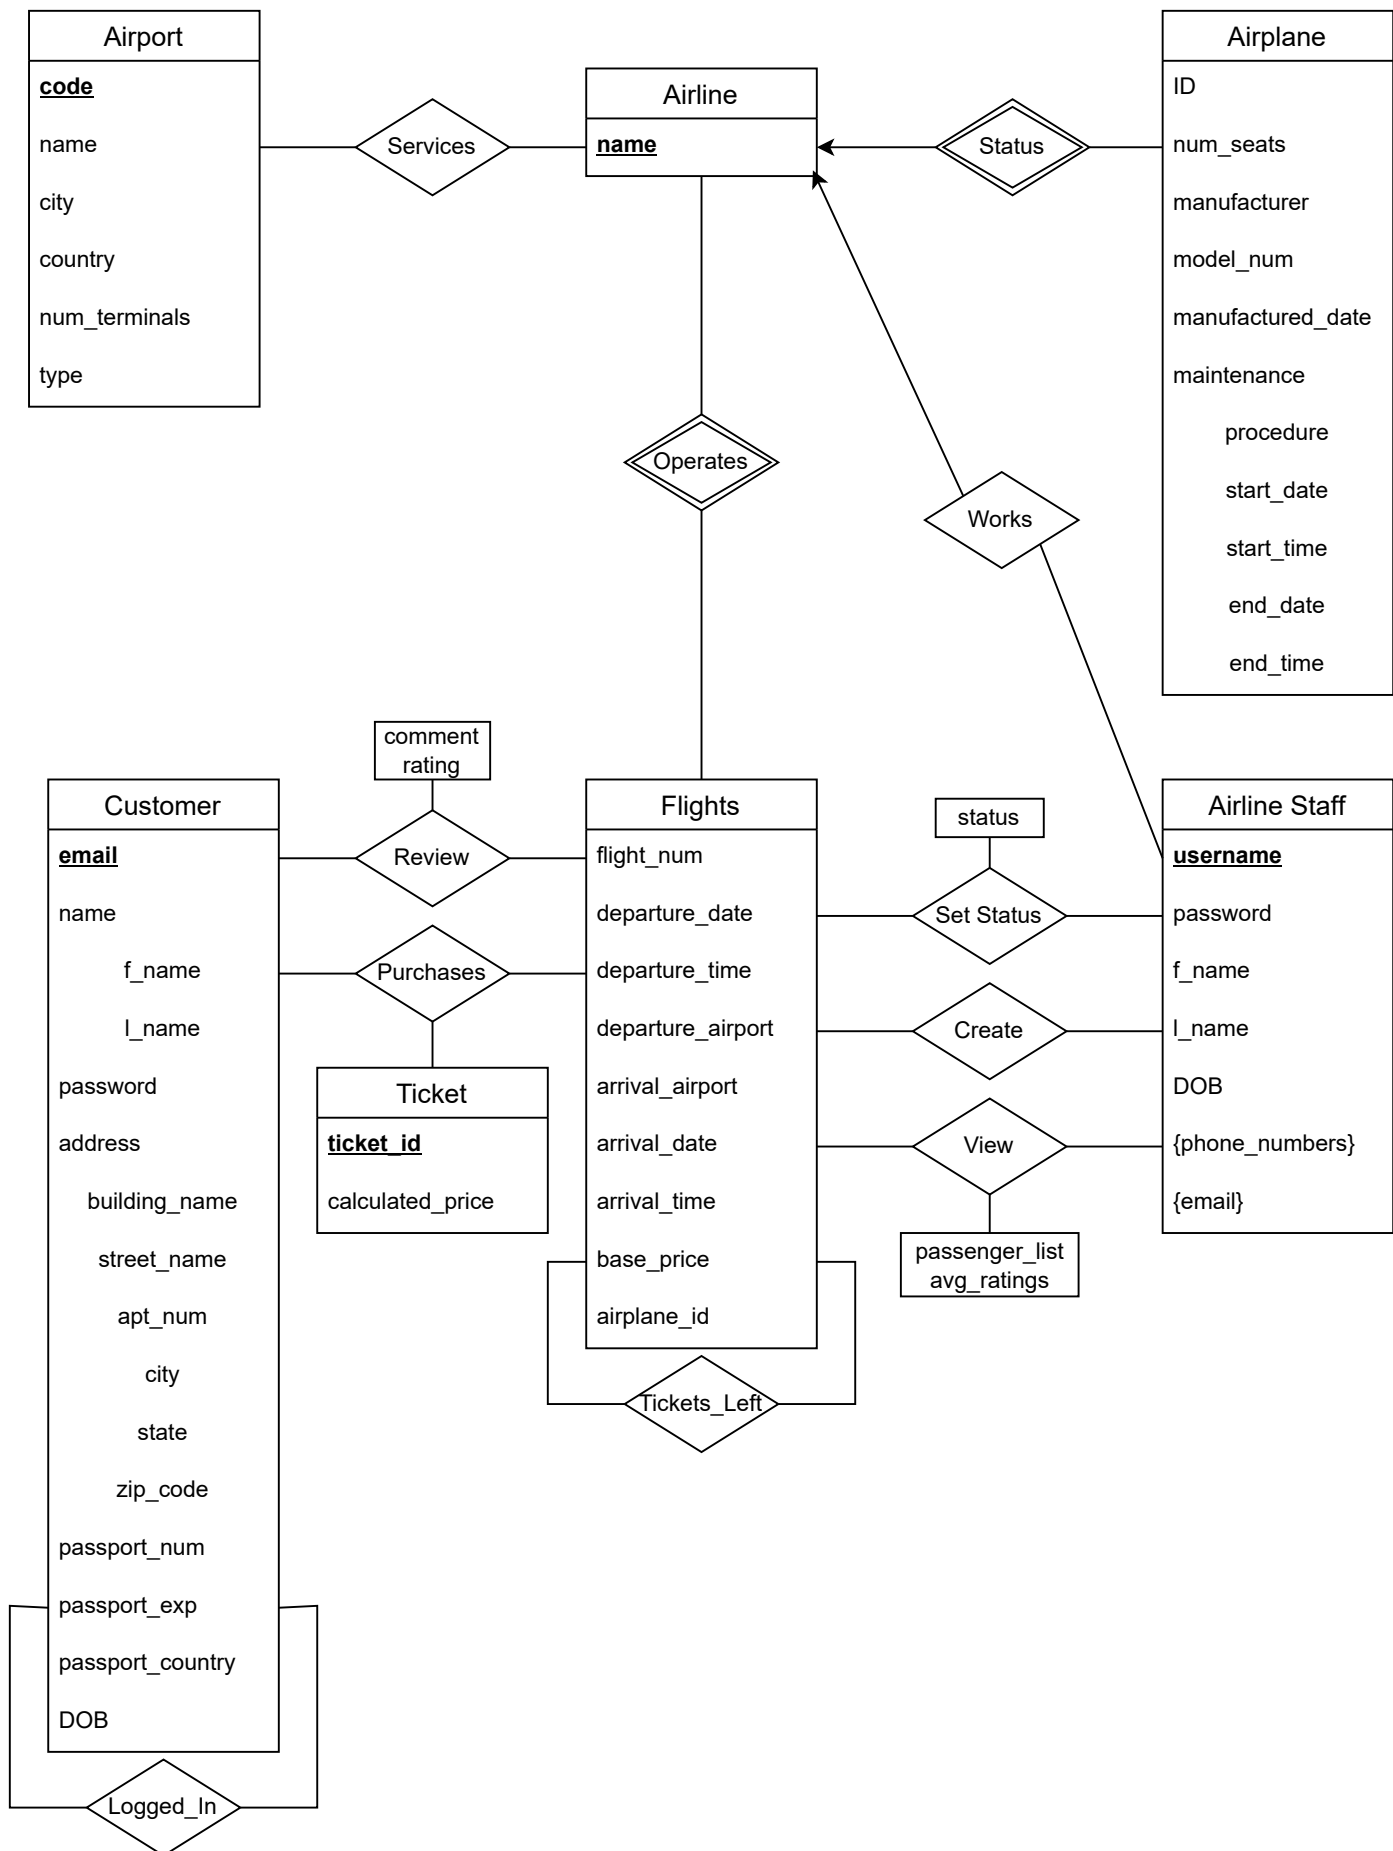 Airport
code
name
city
country
num_terminals
type
Services
Airline
name
Status
Airplane
ID
num_seats
manufacturer
model_num
manufactured_date
maintenance
procedure
start_date
start_time
end_date
end_time
Operates
Works
comment
rating
Customer
email
name
f_name
l_name
password
address
building_name
street_name
apt_num
city
state
zip_code
passport_num
passport_exp
passport_country
DOB
Logged_In
Review
Purchases
Ticket
ticket_id
calculated_price
Flights
flight_num
departure_date
departure_time
departure_airport
arrival_airport
arrival_date
arrival_time
base_price
airplane_id
Tickets_Left
status
Set Status
Create
View
passenger_list
avg_ratings
Airline Staff
username
password
f_name
l_name
DOB
{phone_numbers}
{email}